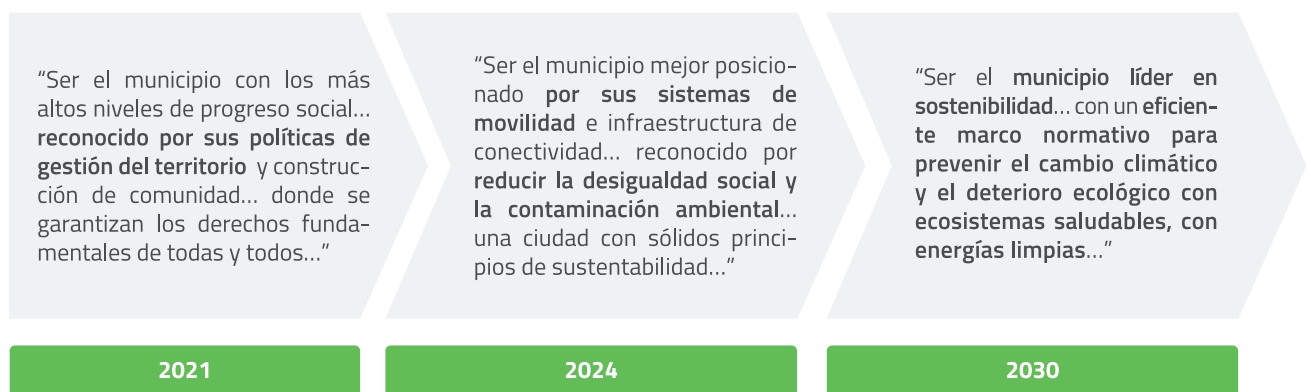 “Ser el municipio con los más
altos niveles de progreso social...
reconocido por sus políticas de
gestión del territorio y construc-
ción de comunidad... donde se
garantizan los derechos funda-
mentales de todas y todos...”
“Ser el municipio mejor posicio-
nado por sus sistemas de
movilidad e infraestructura de
conectividad... reconocido por
reducir la desigualdad social y
la contaminación ambiental...
una ciudad con sólidos princi-
pios de sustentabilidad...”
“Ser el municipio líder en
sostenibilidad... con un eficien-
te marco normativo para
prevenir el cambio climático
y el deterioro ecológico con
ecosistemas saludables, con
energías limpias...”
2021
2024
2030